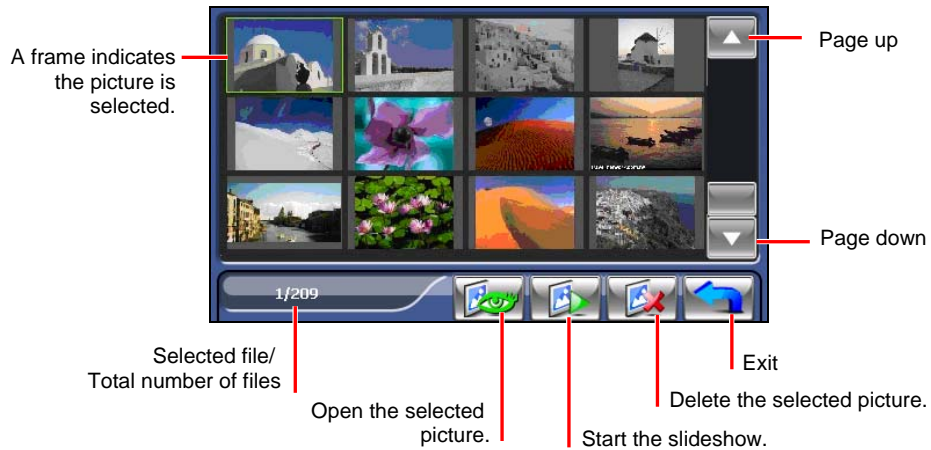 A frame indicates
the picture is
selected.
Page up
Page down
1/209
Selected file/
Total number of files
Open the selected
picture.
Start the slideshow.
Delete the selected picture.
Exit